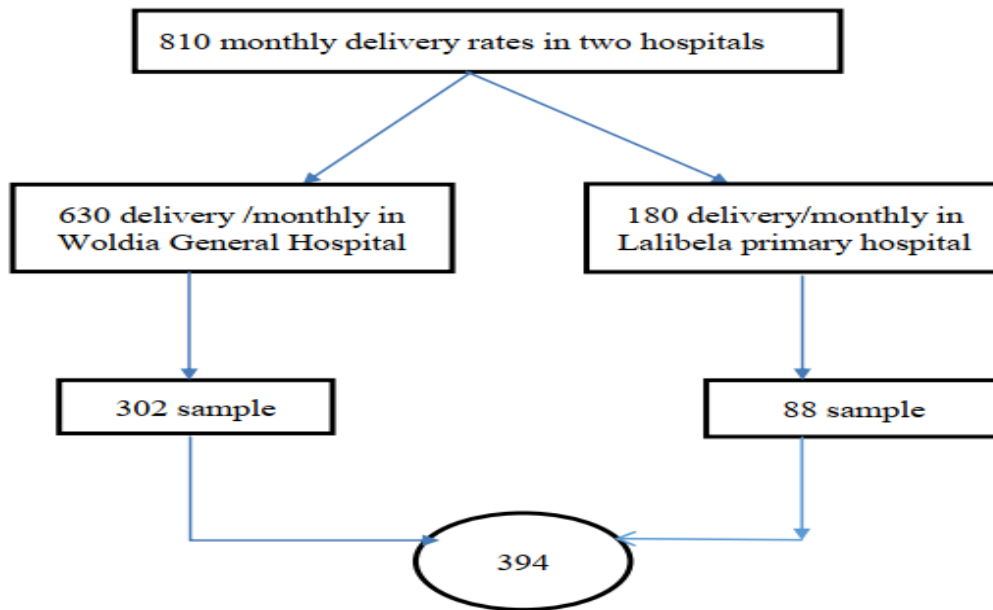 810 monthly delivery rates in two hospitals
630 delivery /monthly in
Woldia General Hospital
180 delivery/monthly in
Lalibela primary hospital
302 sample
88 sample
394